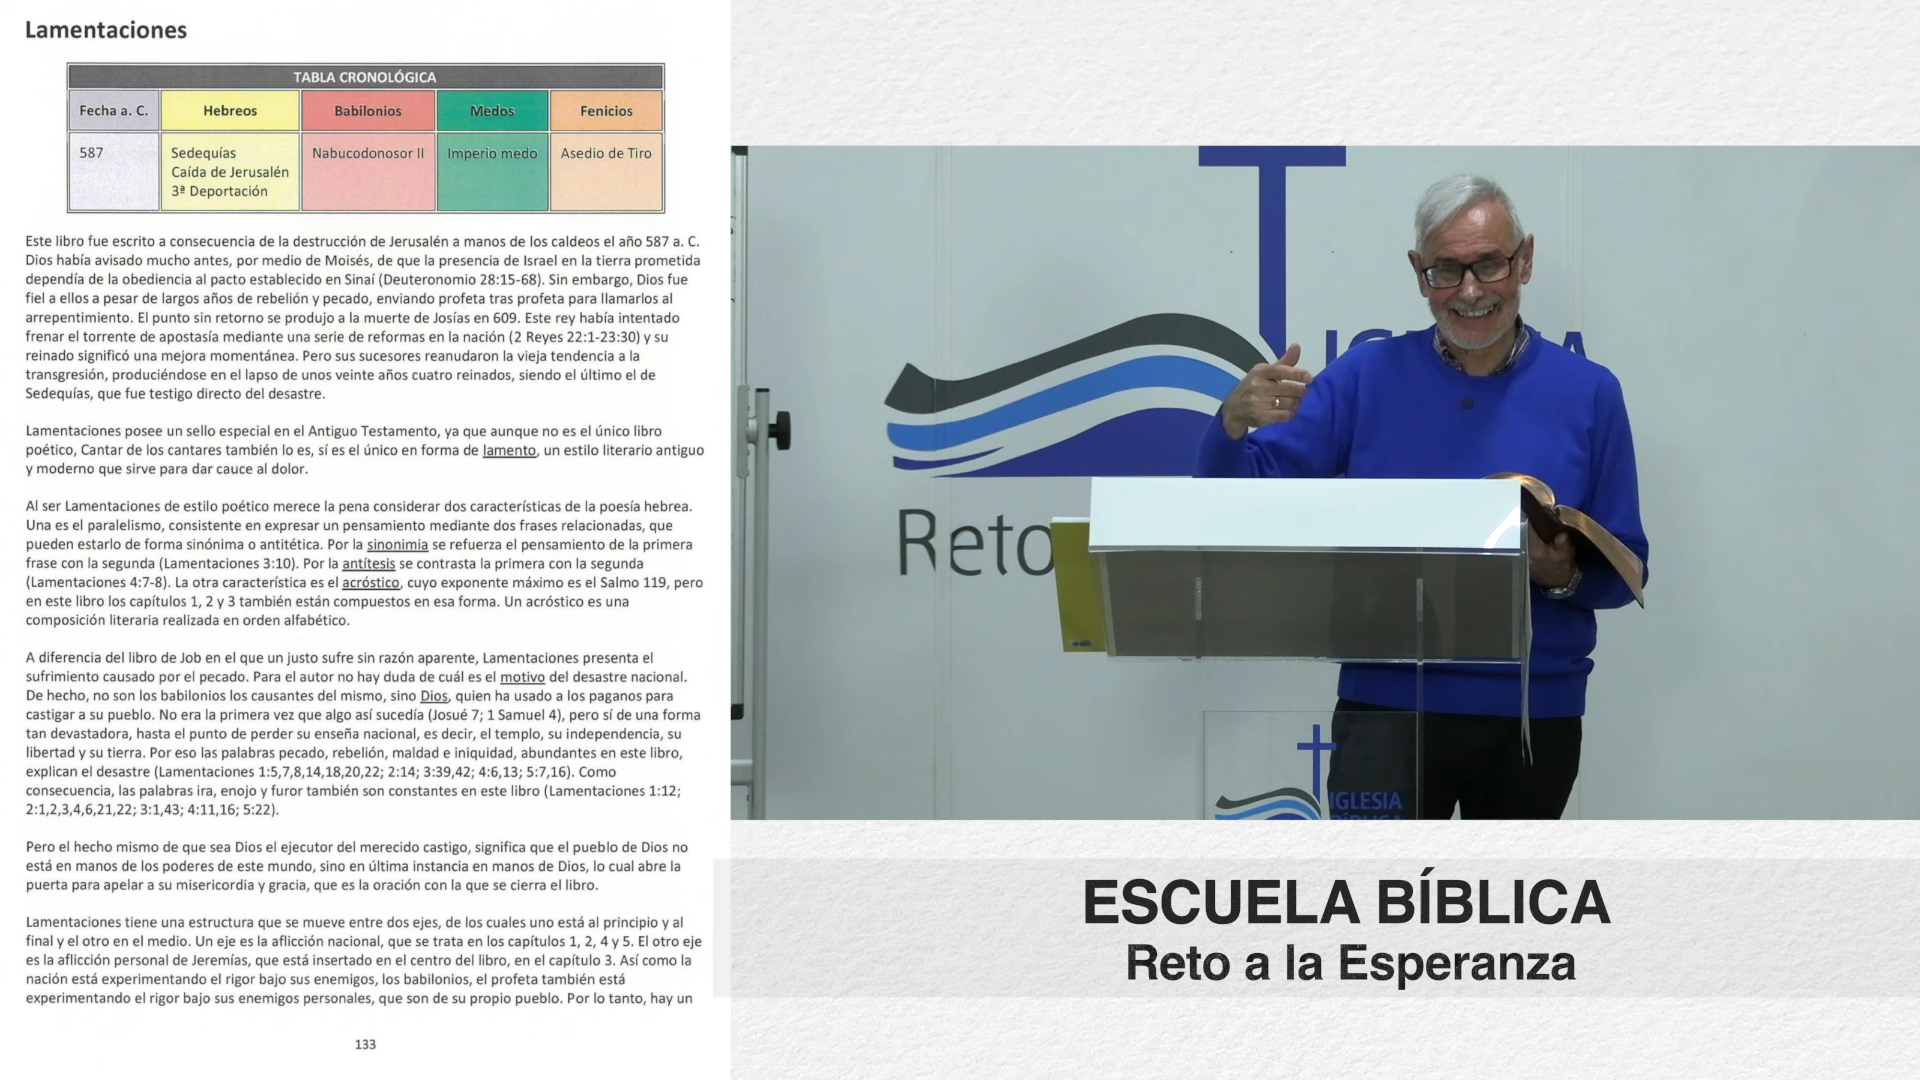 Lamentaciones
TABLA CRONOLÓGICA
Fecha a. C. Hebreos Babilonios Medos Fenicios
587 Sedequías Nabucodonosor II Imperio medo Asedio de Tiro
Caída de Jerusalén
3ª Deportación
Este libro fue escrito a consecuencia de la destrucción de Jerusalén a manos de los caldeos el año 587 a. C.
Dios había avisado mucho antes, por medio de Moisés, de que la presencia de Israel en la tierra prometida
dependía de la obediencia al pacto establecido en Sinaí (Deuteronomio 28:15-68). Sin embargo, Dios fue
fiel a ellos a pesar de largos años de rebelión y pecado, enviando profeta tras profeta para llamarlos al
arrepentimiento. El punto sin retorno se produjo a la muerte de Josías en 609. Este rey había intentado
frenar el torrente de apostasía mediante una serie de reformas en la nación (2 Reyes 22:1-23:30) y su
reinado significó una mejora momentánea. Pero sus sucesores reanudaron la vieja tendencia a la
transgresión, produciéndose en el lapso de unos veinte años cuatro reinados, siendo el último el de
Sedequías, que fue testigo directo del desastre.
Lamentaciones posee un sello especial en el Antiguo Testamento, ya que aunque no es el único libro
poético, Cantar de los cantares también lo es, sí es el único en forma de lamento, un estilo literario antiguo
y moderno que sirve para dar cauce al dolor.
Al ser Lamentaciones de estilo poético merece la pena considerar dos características de la poesía hebrea.
Una es el paralelismo, consistente en expresar un pensamiento mediante dos frases relacionadas, que
pueden estarlo de forma sinónima o antitética. Por la sinonimia se refuerza el pensamiento de la primera
frase con la segunda (Lamentaciones 3:10). Por la antítesis se contrasta la primera con la segunda
(Lamentaciones 4:7-8). La otra característica es el acróstico, cuyo exponente máximo es el Salmo 119, pero
en este libro los capítulos 1, 2 y 3 también están compuestos en esa forma. Un acróstico es una
composición literaria realizada en orden alfabético.
A diferencia del libro de Job en el que un justo sufre sin razón aparente, Lamentaciones presenta el
sufrimiento causado por el pecado. Para el autor no hay duda de cuál es el motivo del desastre nacional.
De hecho, no son los babilonios los causantes del mismo, sino Dios, quien ha usado a los paganos para
castigar a su pueblo. No era la primera vez que algo así sucedía (Josué 7; 1 Samuel 4), pero sí de una forma
tan devastadora, hasta el punto de perder su enseña nacional, es decir, el templo, su independencia, su
libertad y su tierra. Por eso las palabras pecado, rebelión, maldad e iniquidad, abundantes en este libro,
explican el desastre (Lamentaciones 1:5,7,8,14,18,20,22; 2:14; 3:39,42; 4:6,13; 5:7,16). Como
consecuencia, las palabras ira, enojo y furor también son constantes en este libro (Lamentaciones 1:12;
2:1,2,3,4,6,21,22; 3:1,43; 4:11,16; 5:22).
Pero el hecho mismo de que sea Dios el ejecutor del merecido castigo, significa que el pueblo de Dios no
está en manos de los poderes de este mundo, sino en última instancia en manos de Dios, lo cual abre la
puerta para apelar a su misericordia y gracia, que es la oración con la que se cierra el libro.
Lamentaciones tiene una estructura que se mueve entre dos ejes, de los cuales uno está al principio y al
final y el otro en el medio. Un eje es la aflicción nacional, que se trata en los capítulos 1, 2, 4 y 5. El otro eje
es la aflicción personal de Jeremías, que está insertado en el centro del libro, en el capítulo 3. Así como la
nación está experimentando el rigor bajo sus enemigos, los babilonios, el profeta también está
experimentando el rigor bajo sus enemigos personales, que son de su propio pueblo. Por lo tanto, hay un
133
Reto
IGLESIA
ESCUELA BÍBLICA
Reto a la Esperanza